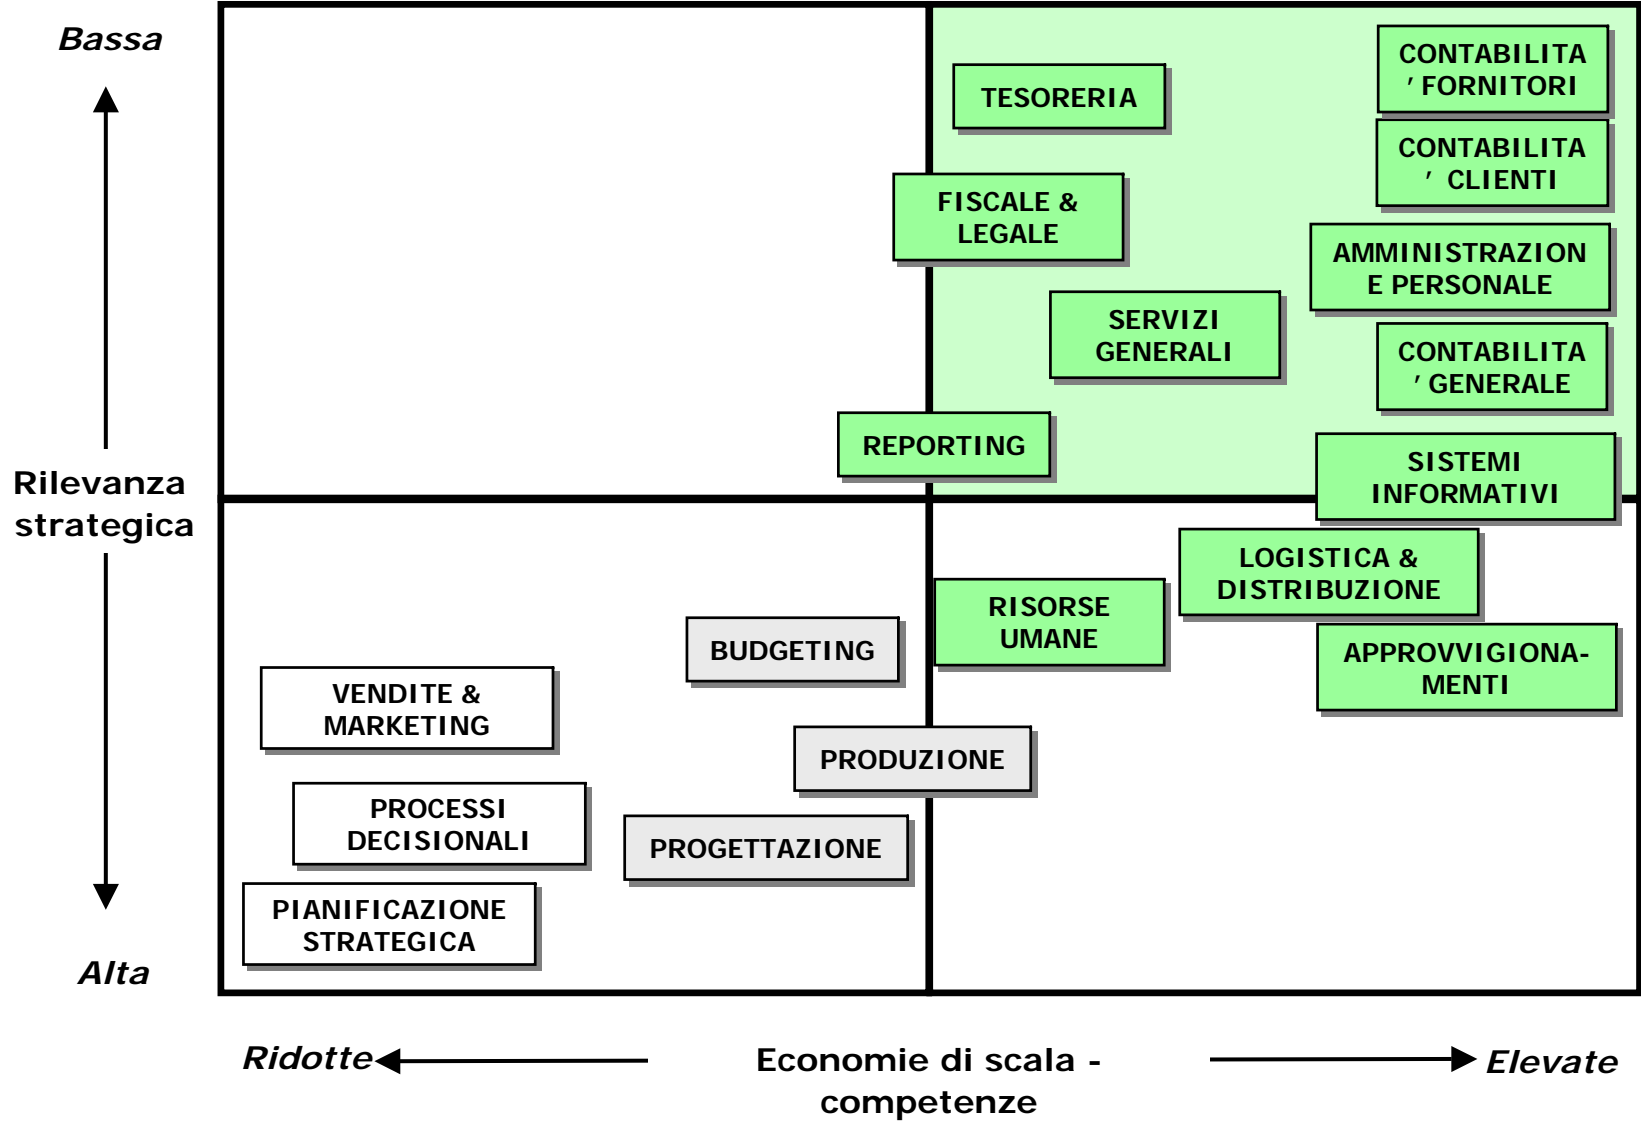 Bassa
CONTABILITA
’ FORNITORI
TESORERIA
CONTABILITA
’ CLIENTI
FISCALE &
LEGALE
AMMINISTRAZION
E PERSONALE
SERVIZI
GENERALI
CONTABILITA
’ GENERALE
REPORTING
SISTEMI
INFORMATIVI
Rilevanza
strategica
LOGISTICA &
DISTRIBUZIONE
RISORSE
UMANE
BUDGETING
APPROVVIGIONA-
MENTI
VENDITE &
MARKETING
PRODUZIONE
PROCESSI
DECISIONALI
PROGETTAZIONE
PIANIFICAZIONE
STRATEGICA
Alta
Ridotte
Economie di scala -
competenze
Elevate